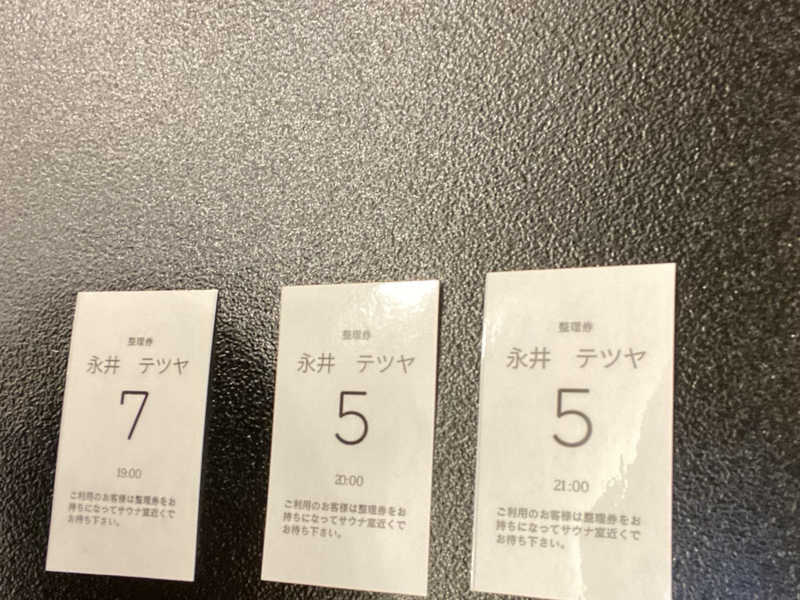 整理券
永井　テツヤ
7
19:00
ご利用のお客様は整理券をお
持ちになってサウナ室近くで
お待ち下さい。
整理券
永井　テツヤ
5
20:00
ご利用のお客様は整理券をお
持ちになってサウナ室近くで
お待ち下さい。
整理券
永井　テツヤ
5
21:00
ご利用のお客様は整理券をお
持ちになってサウナ室近くで
お待ち下さい。